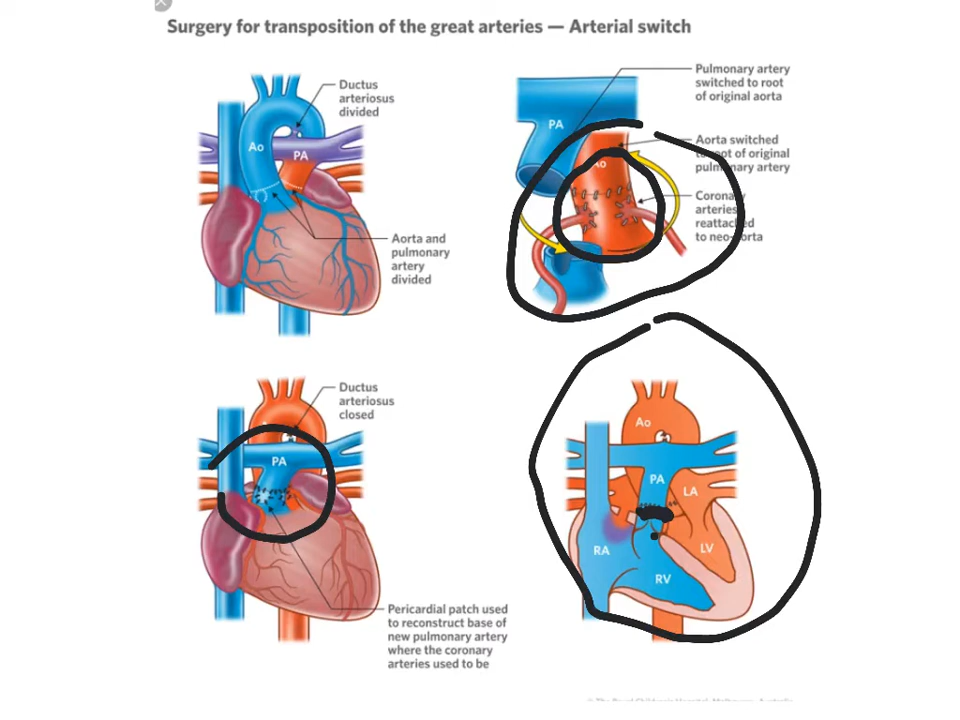 Surgery for transposition of the great arteries — Arterial switch
Ductus
arteriosus
divided
Ao
PA
Aorta and
pulmonary
artery
divided
Pulmonary artery
switched to root
of original aorta
PA
Aorta switched
to root of original
pulmonary artery
Ao
Coronary
arteries
reattached
to neo-aorta
Ductus
arteriosus
closed
PA
Pericardial patch used
to reconstruct base of
new pulmonary artery
where the coronary
arteries used to be
Ao
PA
LA
RA
LV
RV